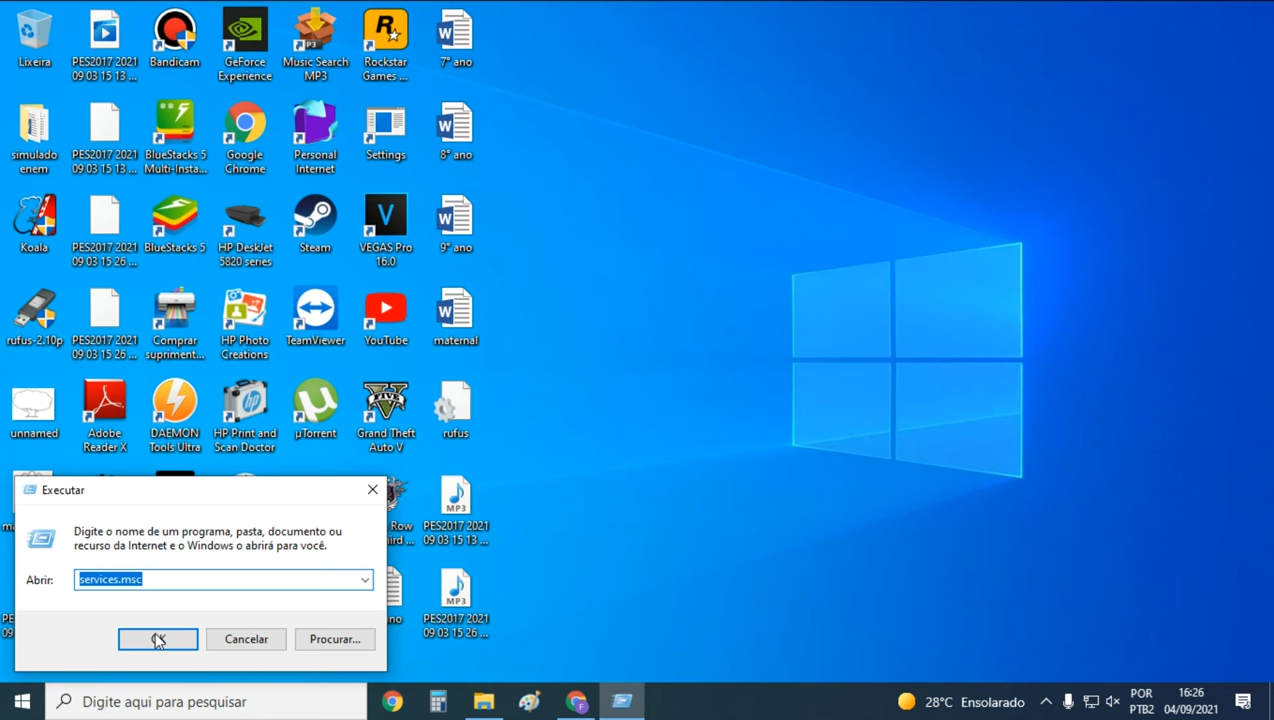 Lixeira
PES2017 2021
09 03 15 13 ...
Bandicam
GeForce
Experience
Music Search
MP3
P3
Rockstar
Games ...
7° ano
simulado
enem
PES2017 2021
09 03 15 13 ...
BlueStacks 5
Multi-Insta...
Google
Chrome
Personal
Internet
Settings
8° ano
Koala
PES2017 2021
09 03 15 26 ...
BlueStacks 5
HP DeskJet
5820 series
Steam
VEGAS Pro
16.0
9° ano
rufus-2.10p
PES2017 2021
09 03 15 26 ...
Comprar
supriment...
HP Photo
Creations
TeamViewer
YouTube
maternal
unnamed
Adobe
Reader X
DAEMON
Tools Ultra
HP Print and
Scan Doctor
µTorrent
FIVE
Grand Theft
Auto V
rufus
Row
hird ...
MP3
PES2017 2021
09 03 15 13 ...
MP3
PES2017 2021
09 03 15 26 ...
Executar
Digite o nome de um programa, pasta, documento ou
recurso da Internet e o Windows o abrirá para você.
Abrir:
services.msc
OK
Cancelar
Procurar...
Digite aqui para pesquisar
28°C Ensolarado
POR
PTB2
16:26
04/09/2021